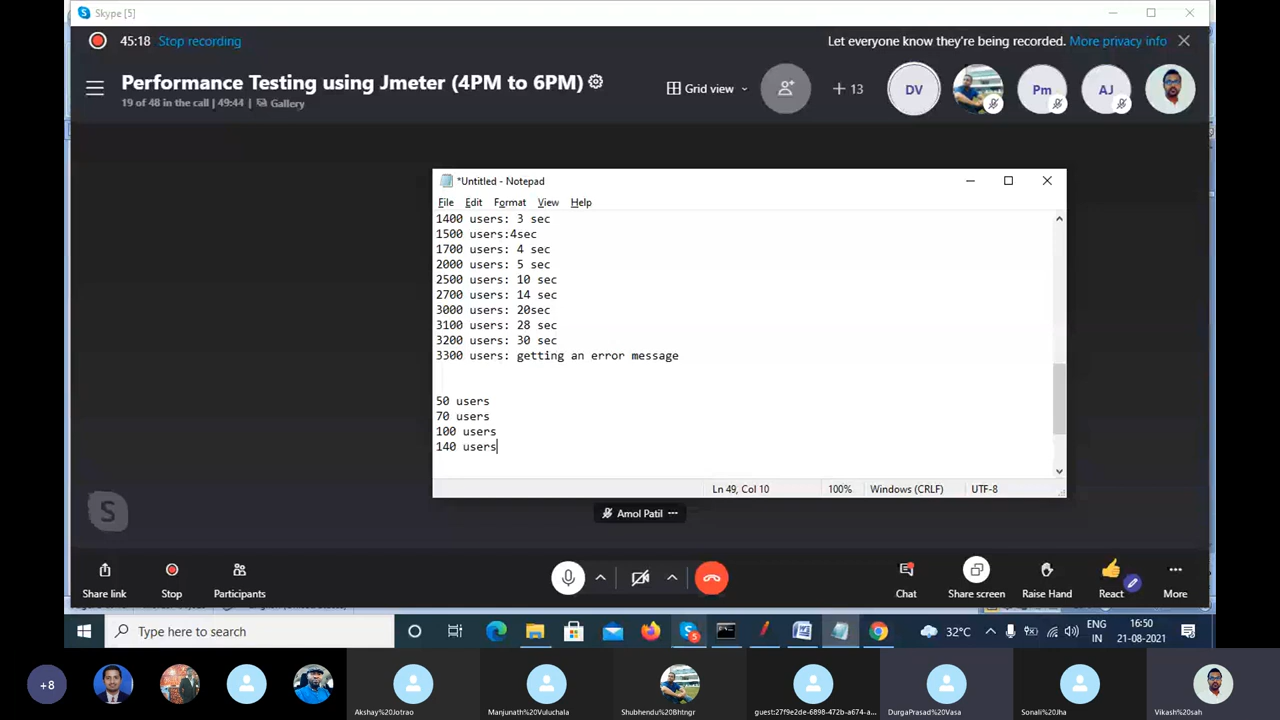 Skype [5]
45:18 Stop recording
Let everyone know they're being recorded. More privacy info
Performance Testing using Jmeter (4PM to 6PM)
19 of 48 in the call | 49:44 | Gallery
Grid view
+ 13
DV
Pm
AJ
*Untitled - Notepad
File Edit Format View Help
1400 users: 3 sec
1500 users:4sec
1700 users: 4 sec
2000 users: 5 sec
2500 users: 10 sec
2700 users: 14 sec
3000 users: 20sec
3100 users: 28 sec
3200 users: 30 sec
3300 users: getting an error message
50 users
70 users
100 users
140 users
Ln 49, Col 10 100% Windows (CRLF) UTF-8
S
Amol Patil
Share link Stop Participants Chat Share screen Raise Hand React More
Type here to search
32°C
ENG
IN
16:50
21-08-2021
+8
Akshay%20Jotrao
Manjunath%20Vuluchala
Shubhendu%20Bhtngr
guest:27f9e2de-6898-472b-a674-a...
DurgaPrasad%20Vasa
Sonali%20Jha
Vikash%20sah